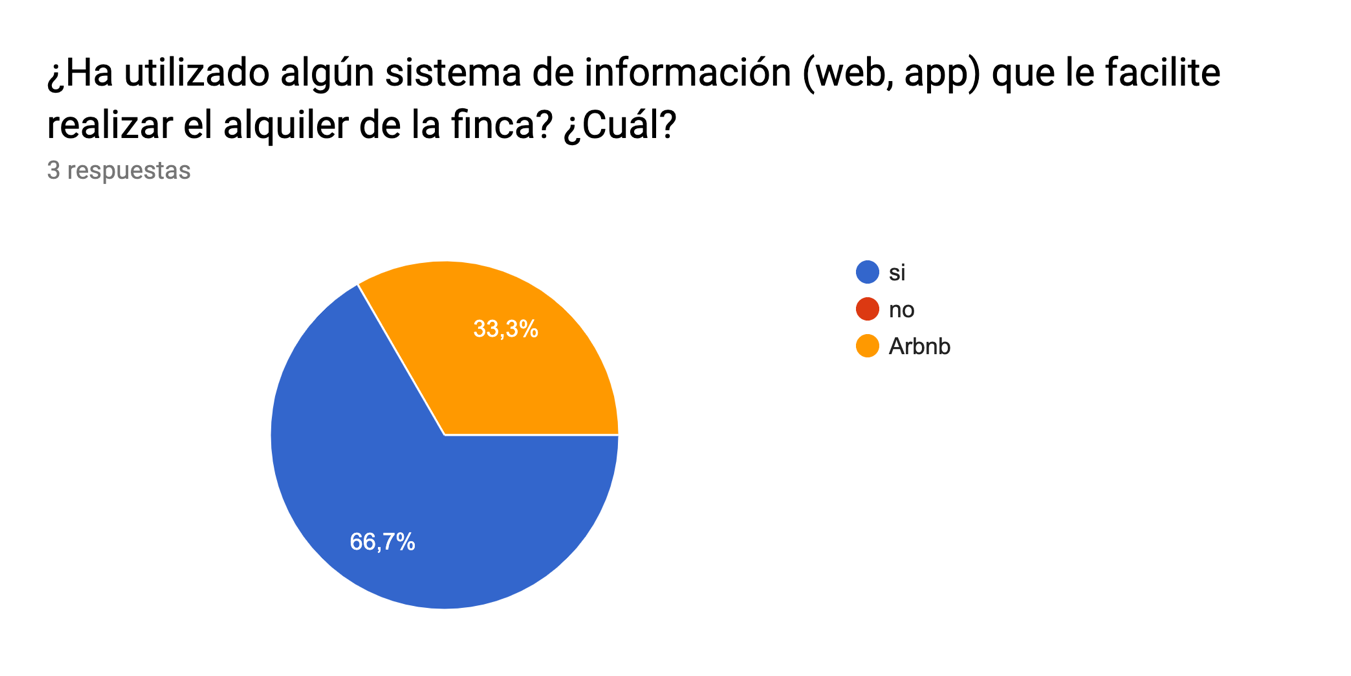 ¿Ha utilizado algún sistema de información (web, app) que le facilite
realizar el alquiler de la finca? ¿Cuál?
3 respuestas
33,3%
66,7%
si
no
Arbnb